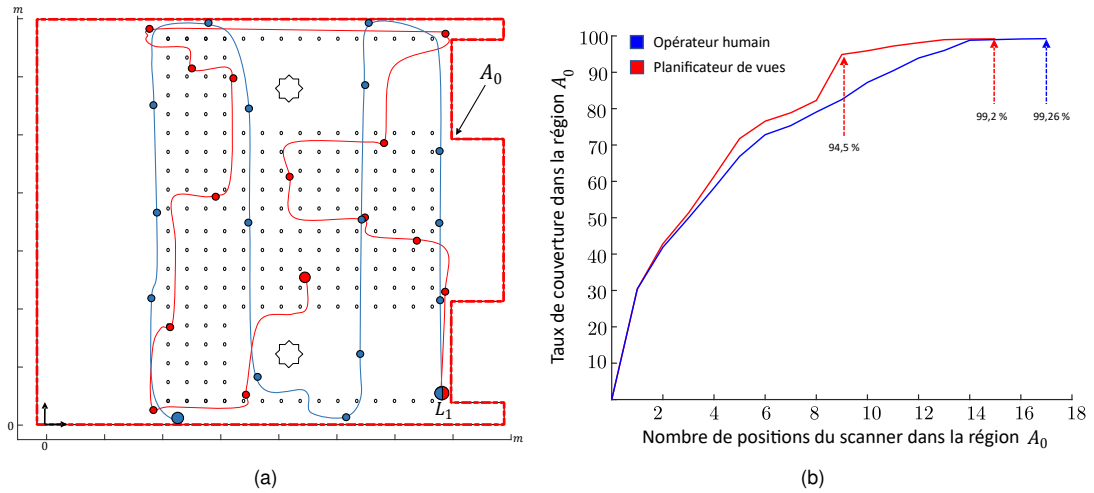 m
A₀
L₁
0
0
m
(a)
Opérateur humain
Planificateur de vues
Taux de couverture dans la région A₀
100
90
80
70
60
50
40
30
20
10
94,5 %
99,2 %
99,26 %
2 4 6 8 10 12 14 16 18
Nombre de positions du scanner dans la région A₀
(b)